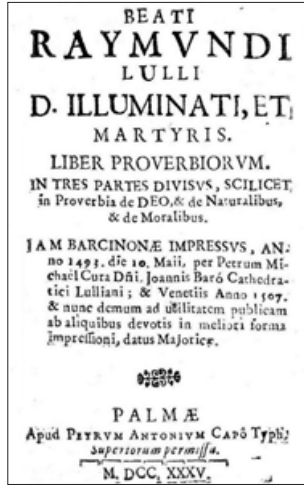 BEATI
RAYMVNDI
LULLI
D. ILLUMINATI, ET
MARTYRIS.
LIBER PROVERBIORVM.
IN TRES PARTES DIVISVS, SCILICET,
in Proverbia de DEO, & de Naturalibus,
& de Moralibus.
JAM BARCINONÆ IMPRESSVS, AN-
no 1493. die 10. Maii, per Petrum Mi-
chaël Cura Dñi. Joannis Baró Cathedra-
tici Lulliani; & Venetiis Anno 1507.
& nunc demum ad utilitatem publicam
ab aliquibus devotis in meliori forma
impressioni, datus Majoricæ.
PALMÆ
Apud PETRVM ANTONIVM CAPÓ Typh;
Superiorum permissu.
M. DCC. XXXV.